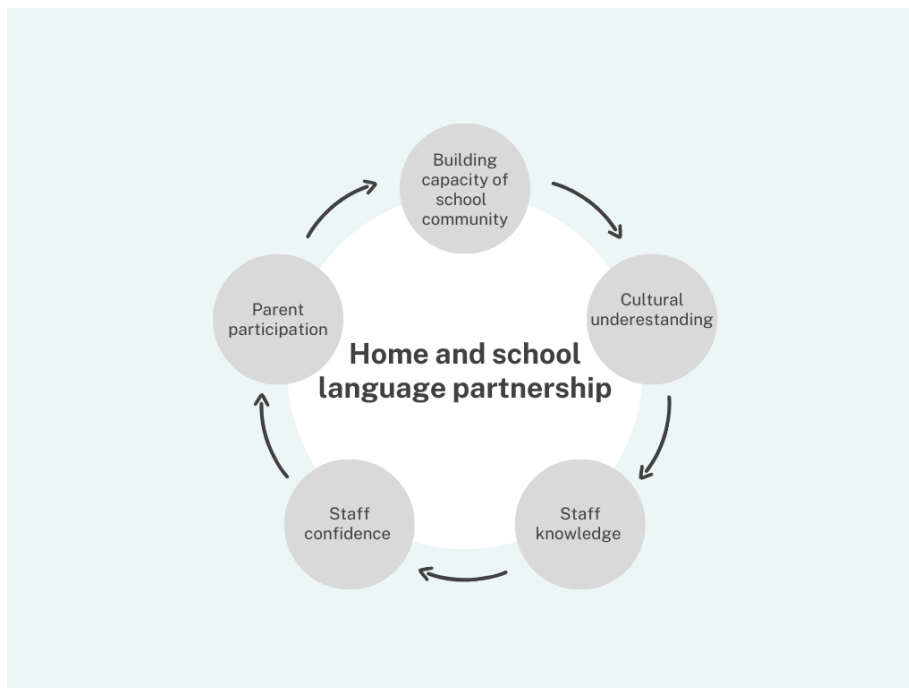 Building
capacity of
school
community
Cultural
underestanding
Parent
participation
Home and school
language partnership
Staff
confidence
Staff
knowledge